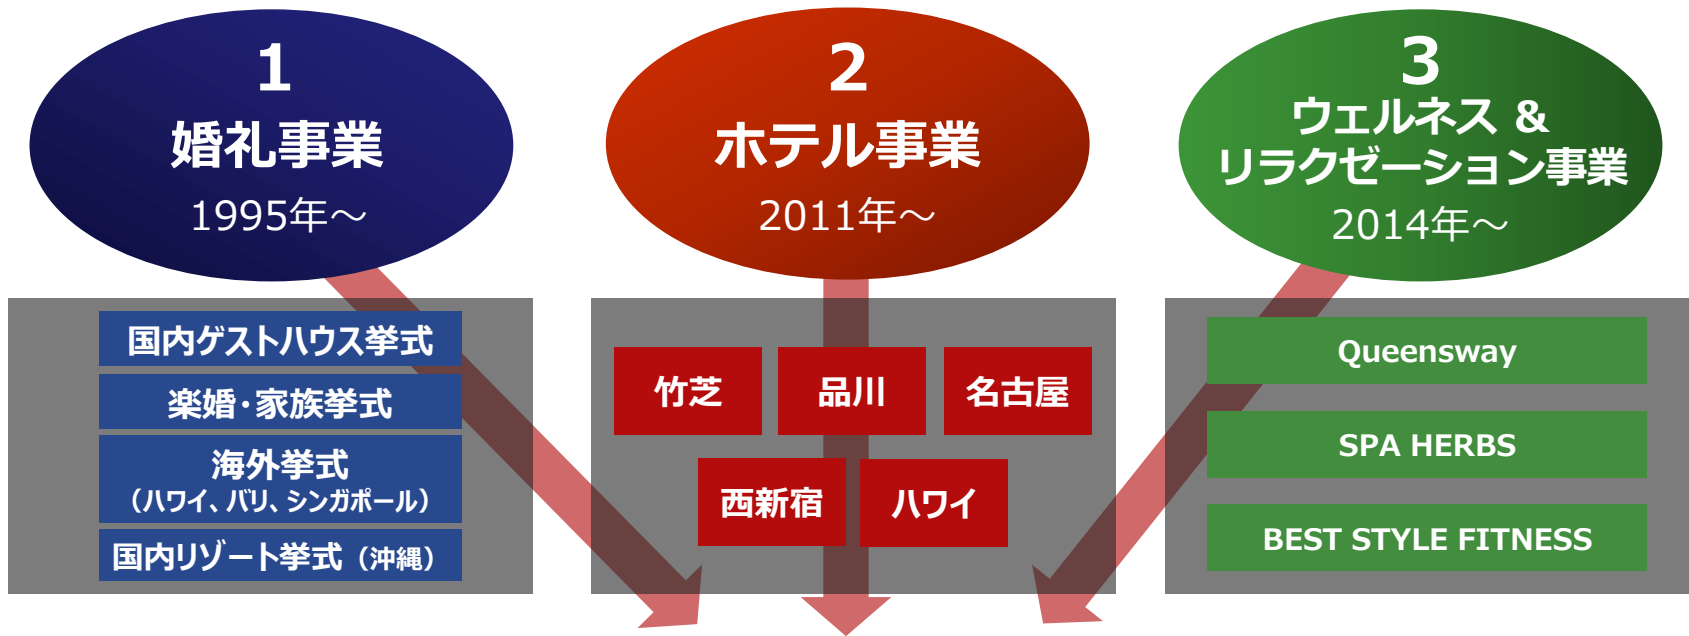 1
婚礼事業
1995年～
国内ゲストハウス挙式
楽婚・家族挙式
海外挙式
（ハワイ、バリ、シンガポール）
国内リゾート挙式（沖縄）
2
ホテル事業
2011年～
竹芝
品川
名古屋
西新宿
ハワイ
3
ウェルネス &
リラクゼーション事業
2014年～
Queensway
SPA HERBS
BEST STYLE FITNESS